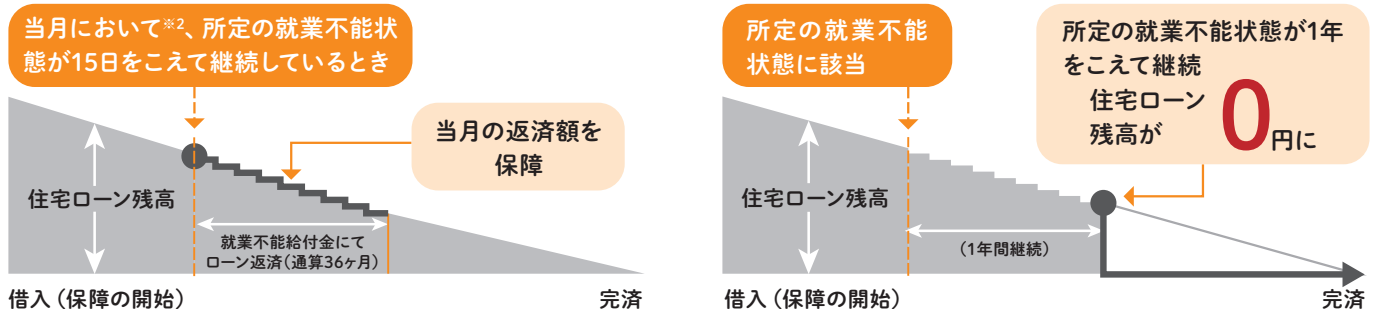 当月において※2、所定の就業不能状
態が15日をこえて継続しているとき
当月の返済額を
保障
住宅ローン残高
就業不能給付金にて
ローン返済（通算36ヶ月）
借入（保障の開始）
完済
所定の就業不能
状態に該当
所定の就業不能状態が1年
をこえて継続
住宅ローン
残高が
0円に
住宅ローン残高
（1年間継続）
借入（保障の開始）
完済